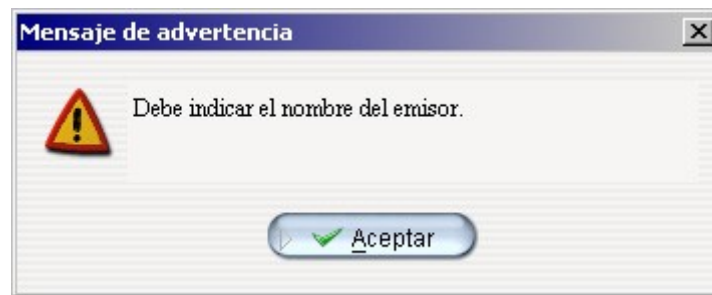 Mensaje de advertencia
Debe indicar el nombre del emisor.
Aceptar